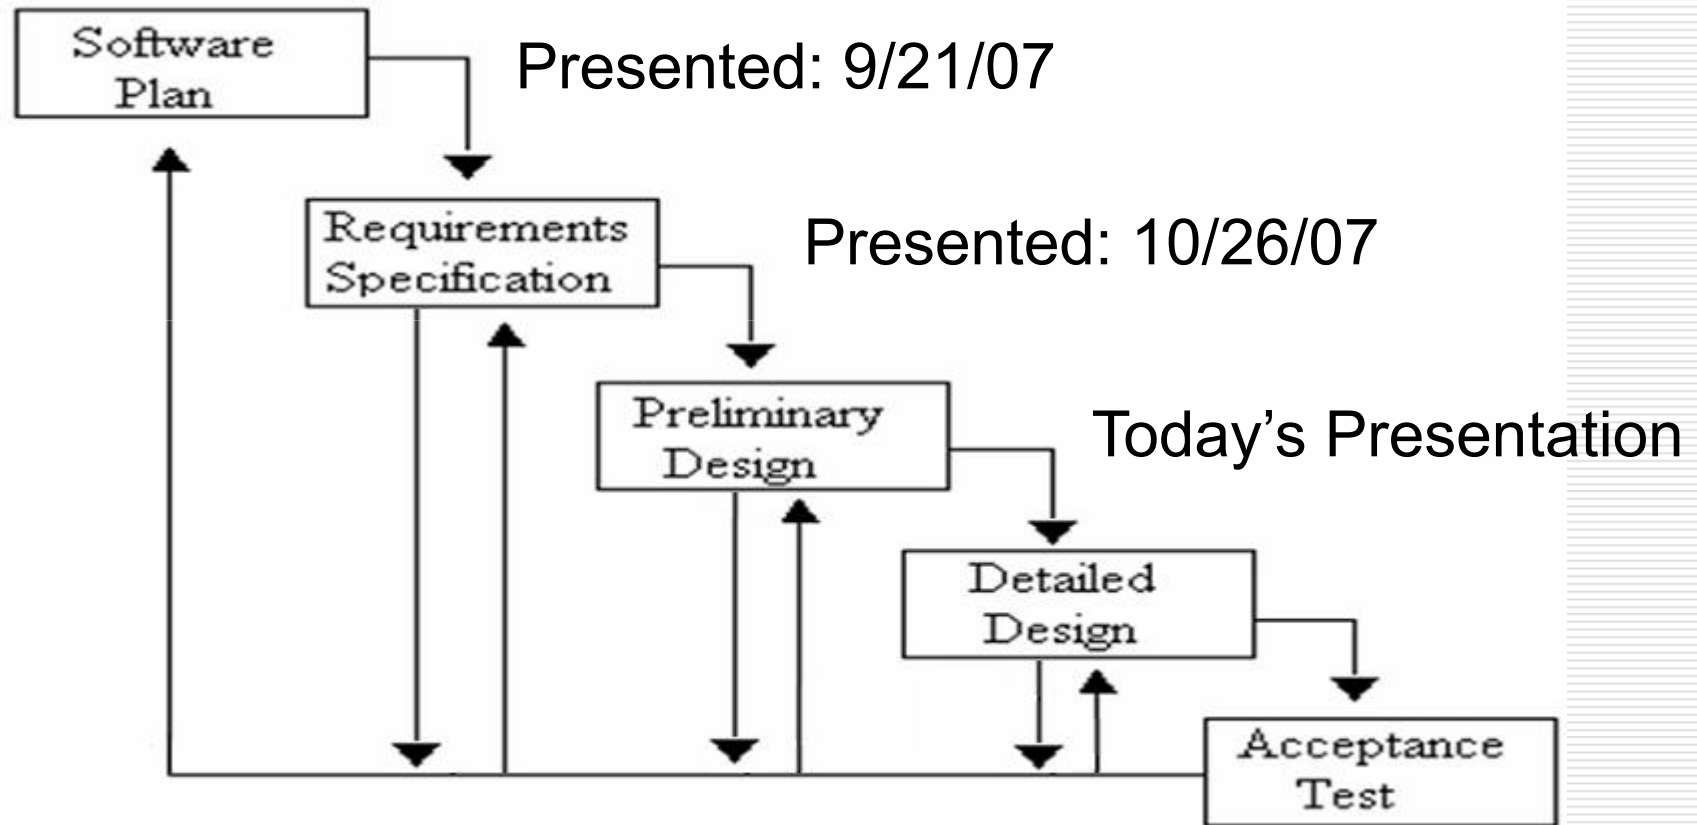 Software
Plan
Presented: 9/21/07
Requirements
Specification
Presented: 10/26/07
Preliminary
Design
Today’s Presentation
Detailed
Design
Acceptance
Test